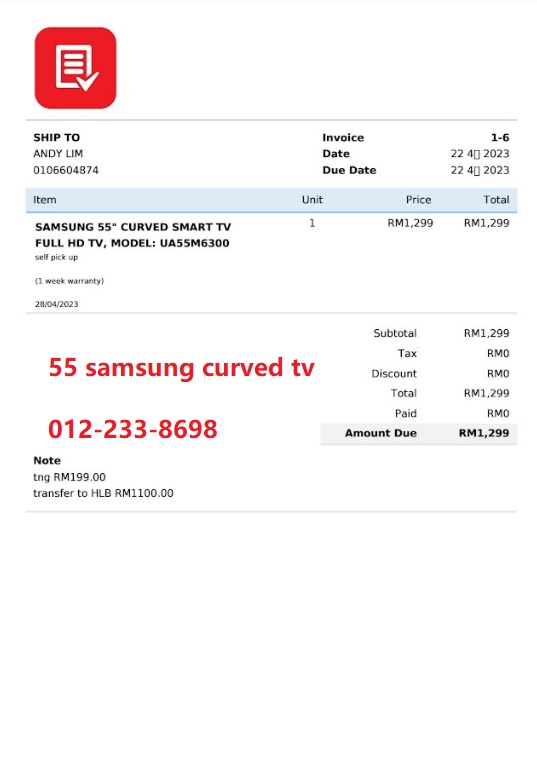 SHIP TO
Invoice 1-6
ANDY LIM
Date 22 4▯ 2023
0106604874
Due Date 22 4▯ 2023
Item Unit Price Total
SAMSUNG 55" CURVED SMART TV 1 RM1,299 RM1,299
FULL HD TV, MODEL: UA55M6300
self pick up
(1 week warranty)
28/04/2023
Subtotal RM1,299
Tax RM0
Discount RM0
Total RM1,299
Paid RM0
Amount Due RM1,299
55 samsung curved tv
012-233-8698
Note
tng RM199.00
transfer to HLB RM1100.00